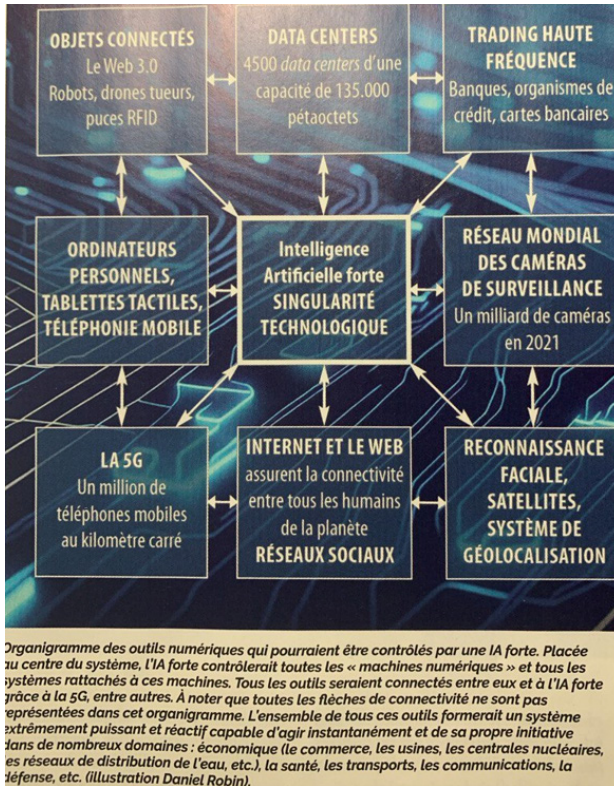 OBJETS CONNECTÉS
Le Web 3.0
Robots, drones tueurs,
puces RFID
DATA CENTERS
4500 data centers d'une
capacité de 135.000
pétaoctets
TRADING HAUTE
FRÉQUENCE
Banques, organismes de
crédit, cartes bancaires
ORDINATEURS
PERSONNELS,
TABLETTES TACTILES,
TÉLÉPHONIE MOBILE
Intelligence
Artificielle forte
SINGULARITÉ
TECHNOLOGIQUE
RÉSEAU MONDIAL
DES CAMÉRAS
DE SURVEILLANCE
Un milliard de caméras
en 2021
LA 5G
Un million de
téléphones mobiles
au kilomètre carré
INTERNET ET LE WEB
assurent la connectivité
entre tous les humains
de la planète
RÉSEAUX SOCIAUX
RECONNAISSANCE
FACIALE,
SATELLITES,
SYSTÈME DE
GÉOLOCALISATION
Organigramme des outils numériques qui pourraient être contrôlés par une IA forte. Placée
au centre du système, l'IA forte contrôlerait toutes les « machines numériques » et tous les
systèmes rattachés à ces machines. Tous les outils seraient connectés entre eux et à l'IA forte
grâce à la 5G, entre autres. À noter que toutes les flèches de connectivité ne sont pas
représentées dans cet organigramme. L'ensemble de tous ces outils formerait un système
extrêmement puissant et réactif capable d'agir instantanément et de sa propre initiative
dans de nombreux domaines : économique (le commerce, les usines, les centrales nucléaires,
les réseaux de distribution de l'eau, etc.), la santé, les transports, les communications, la
défense, etc. (illustration Daniel Robin).